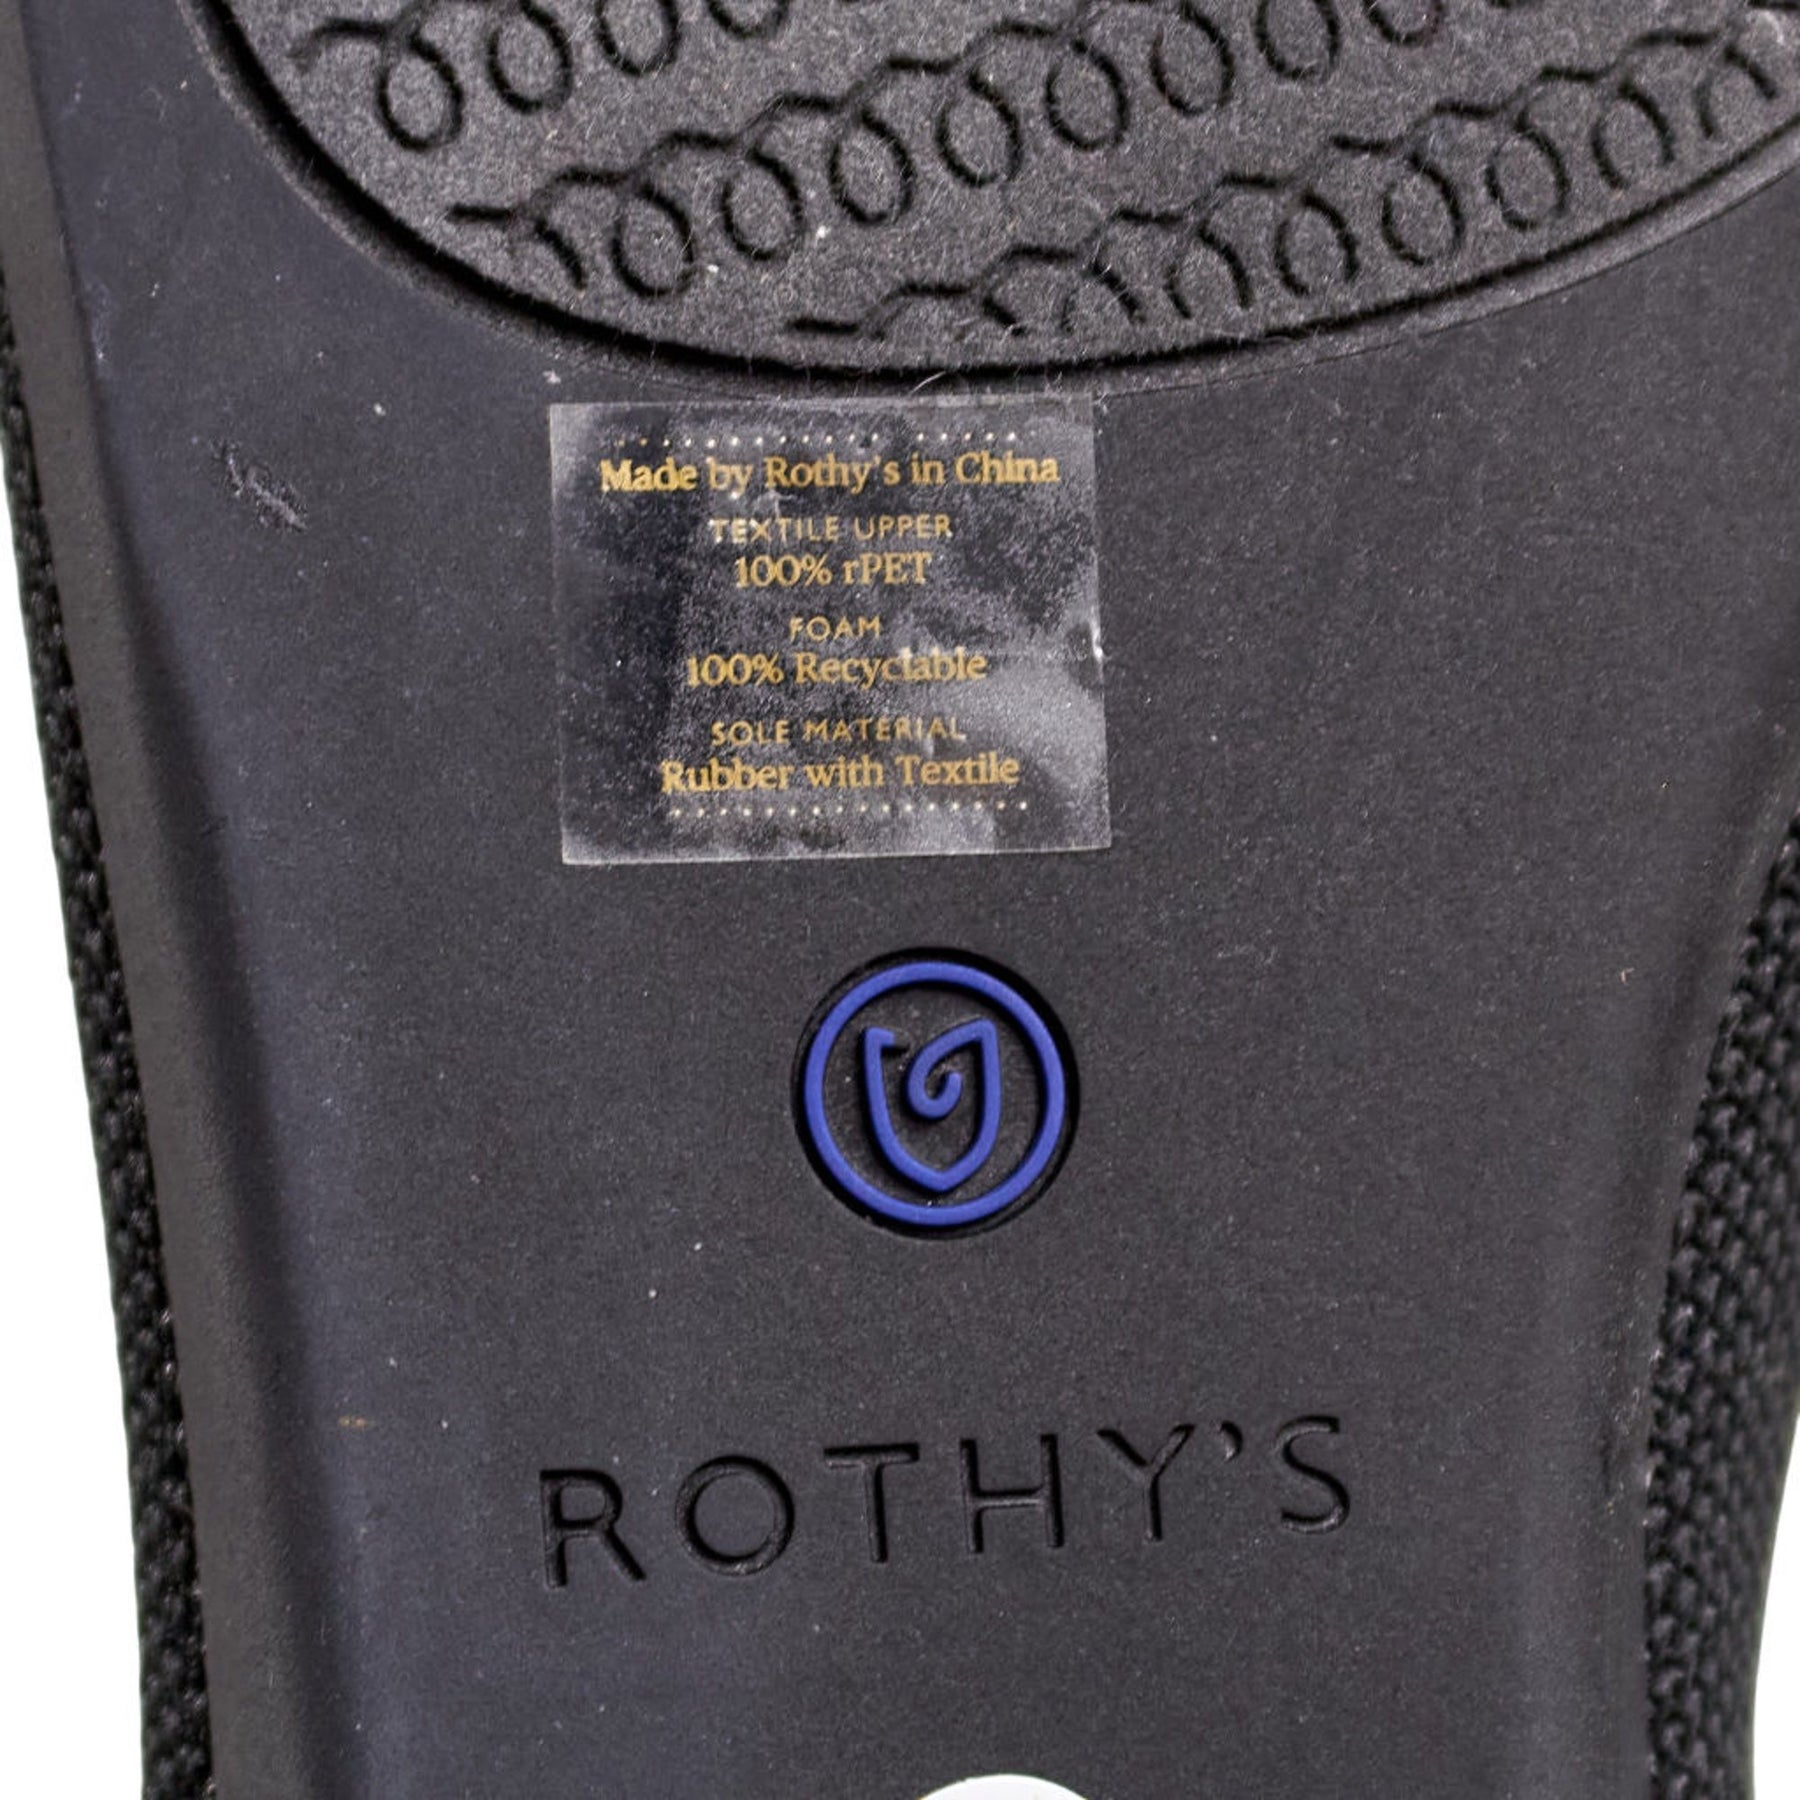 Made by Rothy's in China
TEXTILE UPPER
100% rPET
FOAM
100% Recyclable
SOLE MATERIAL
Rubber with Textile
ROTHY'S